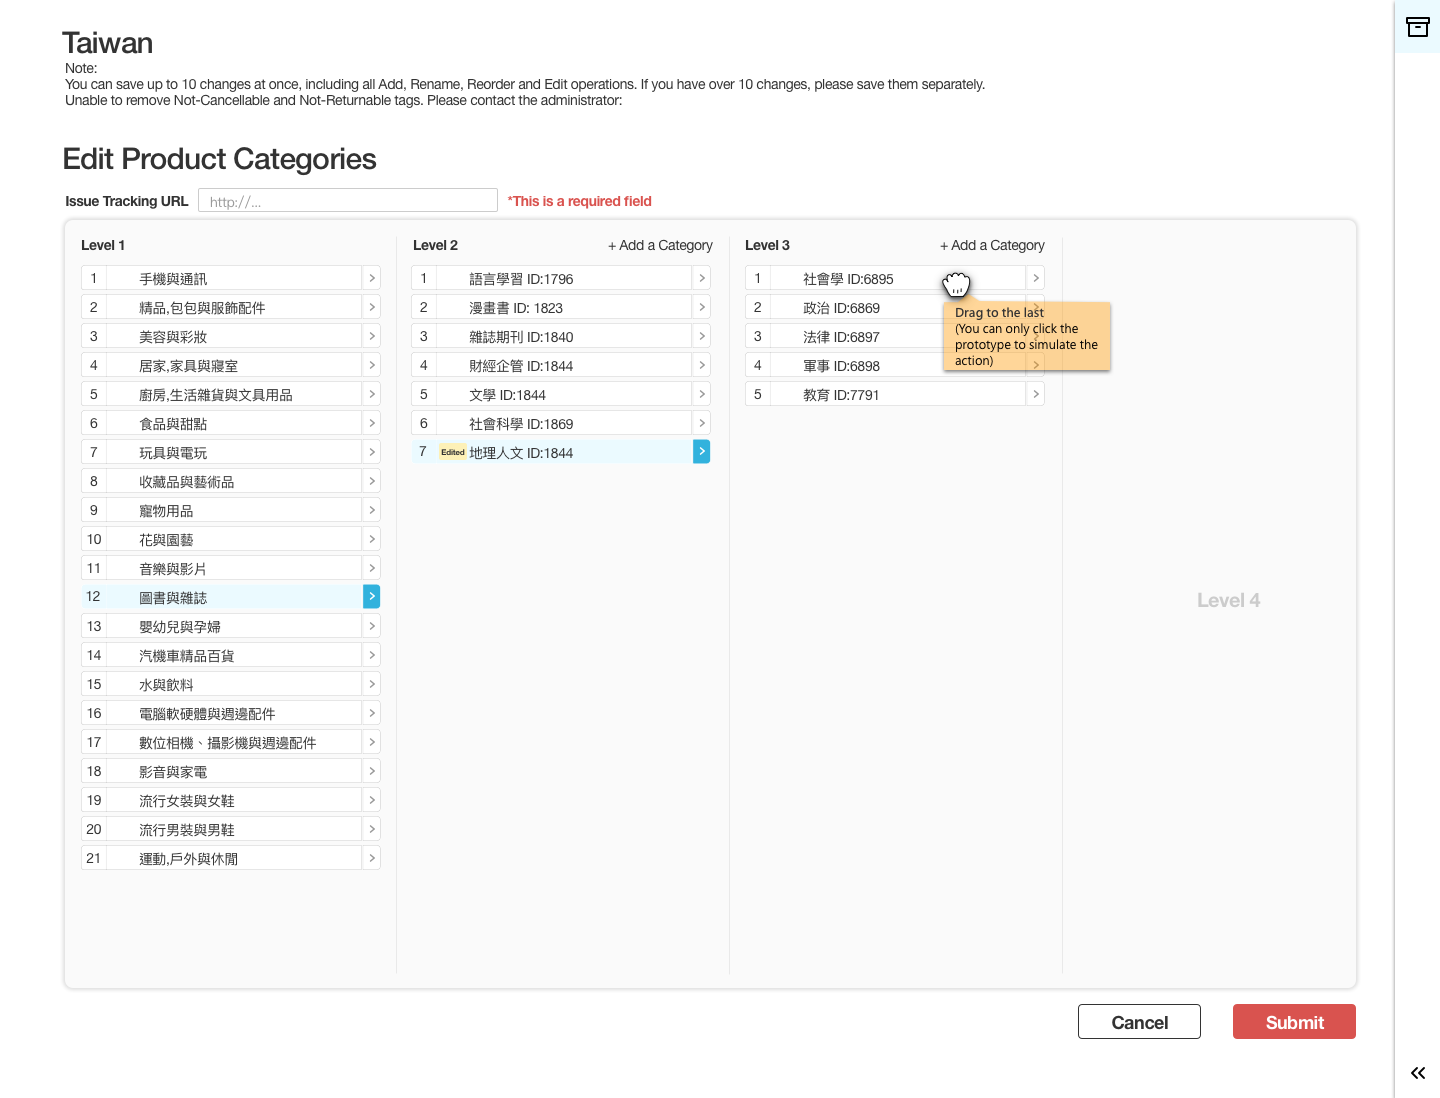 Taiwan
Note:
You can save up to 10 changes at once, including all Add, Rename, Reorder and Edit operations. If you have over 10 changes, please save them separately.
Unable to remove Not-Cancellable and Not-Returnable tags. Please contact the administrator:
Edit Product Categories
Issue Tracking URL http://... *This is a required field
Level 1
1 手機與通訊
2 精品,包包與服飾配件
3 美容與彩妝
4 居家,家具與寢室
5 廚房,生活雜貨與文具用品
6 食品與甜點
7 玩具與電玩
8 收藏品與藝術品
9 寵物用品
10 花與園藝
11 音樂與影片
12 圖書與雜誌
13 嬰幼兒與孕婦
14 汽機車精品百貨
15 水與飲料
16 電腦軟硬體與週邊配件
17 數位相機、攝影機與週邊配件
18 影音與家電
19 流行女裝與女鞋
20 流行男裝與男鞋
21 運動,戶外與休閒
Level 2 + Add a Category
1 語言學習 ID:1796
2 漫畫書 ID: 1823
3 雜誌期刊 ID:1840
4 財經企管 ID:1844
5 文學 ID:1844
6 社會科學 ID:1869
7 Edited 地理人文 ID:1844
Level 3 + Add a Category
1 社會學 ID:6895
2 政治 ID:6869
3 法律 ID:6897
4 軍事 ID:6898
5 教育 ID:7791
Drag to the last
(You can only click the
prototype to simulate the
action)
Level 4
Cancel
Submit